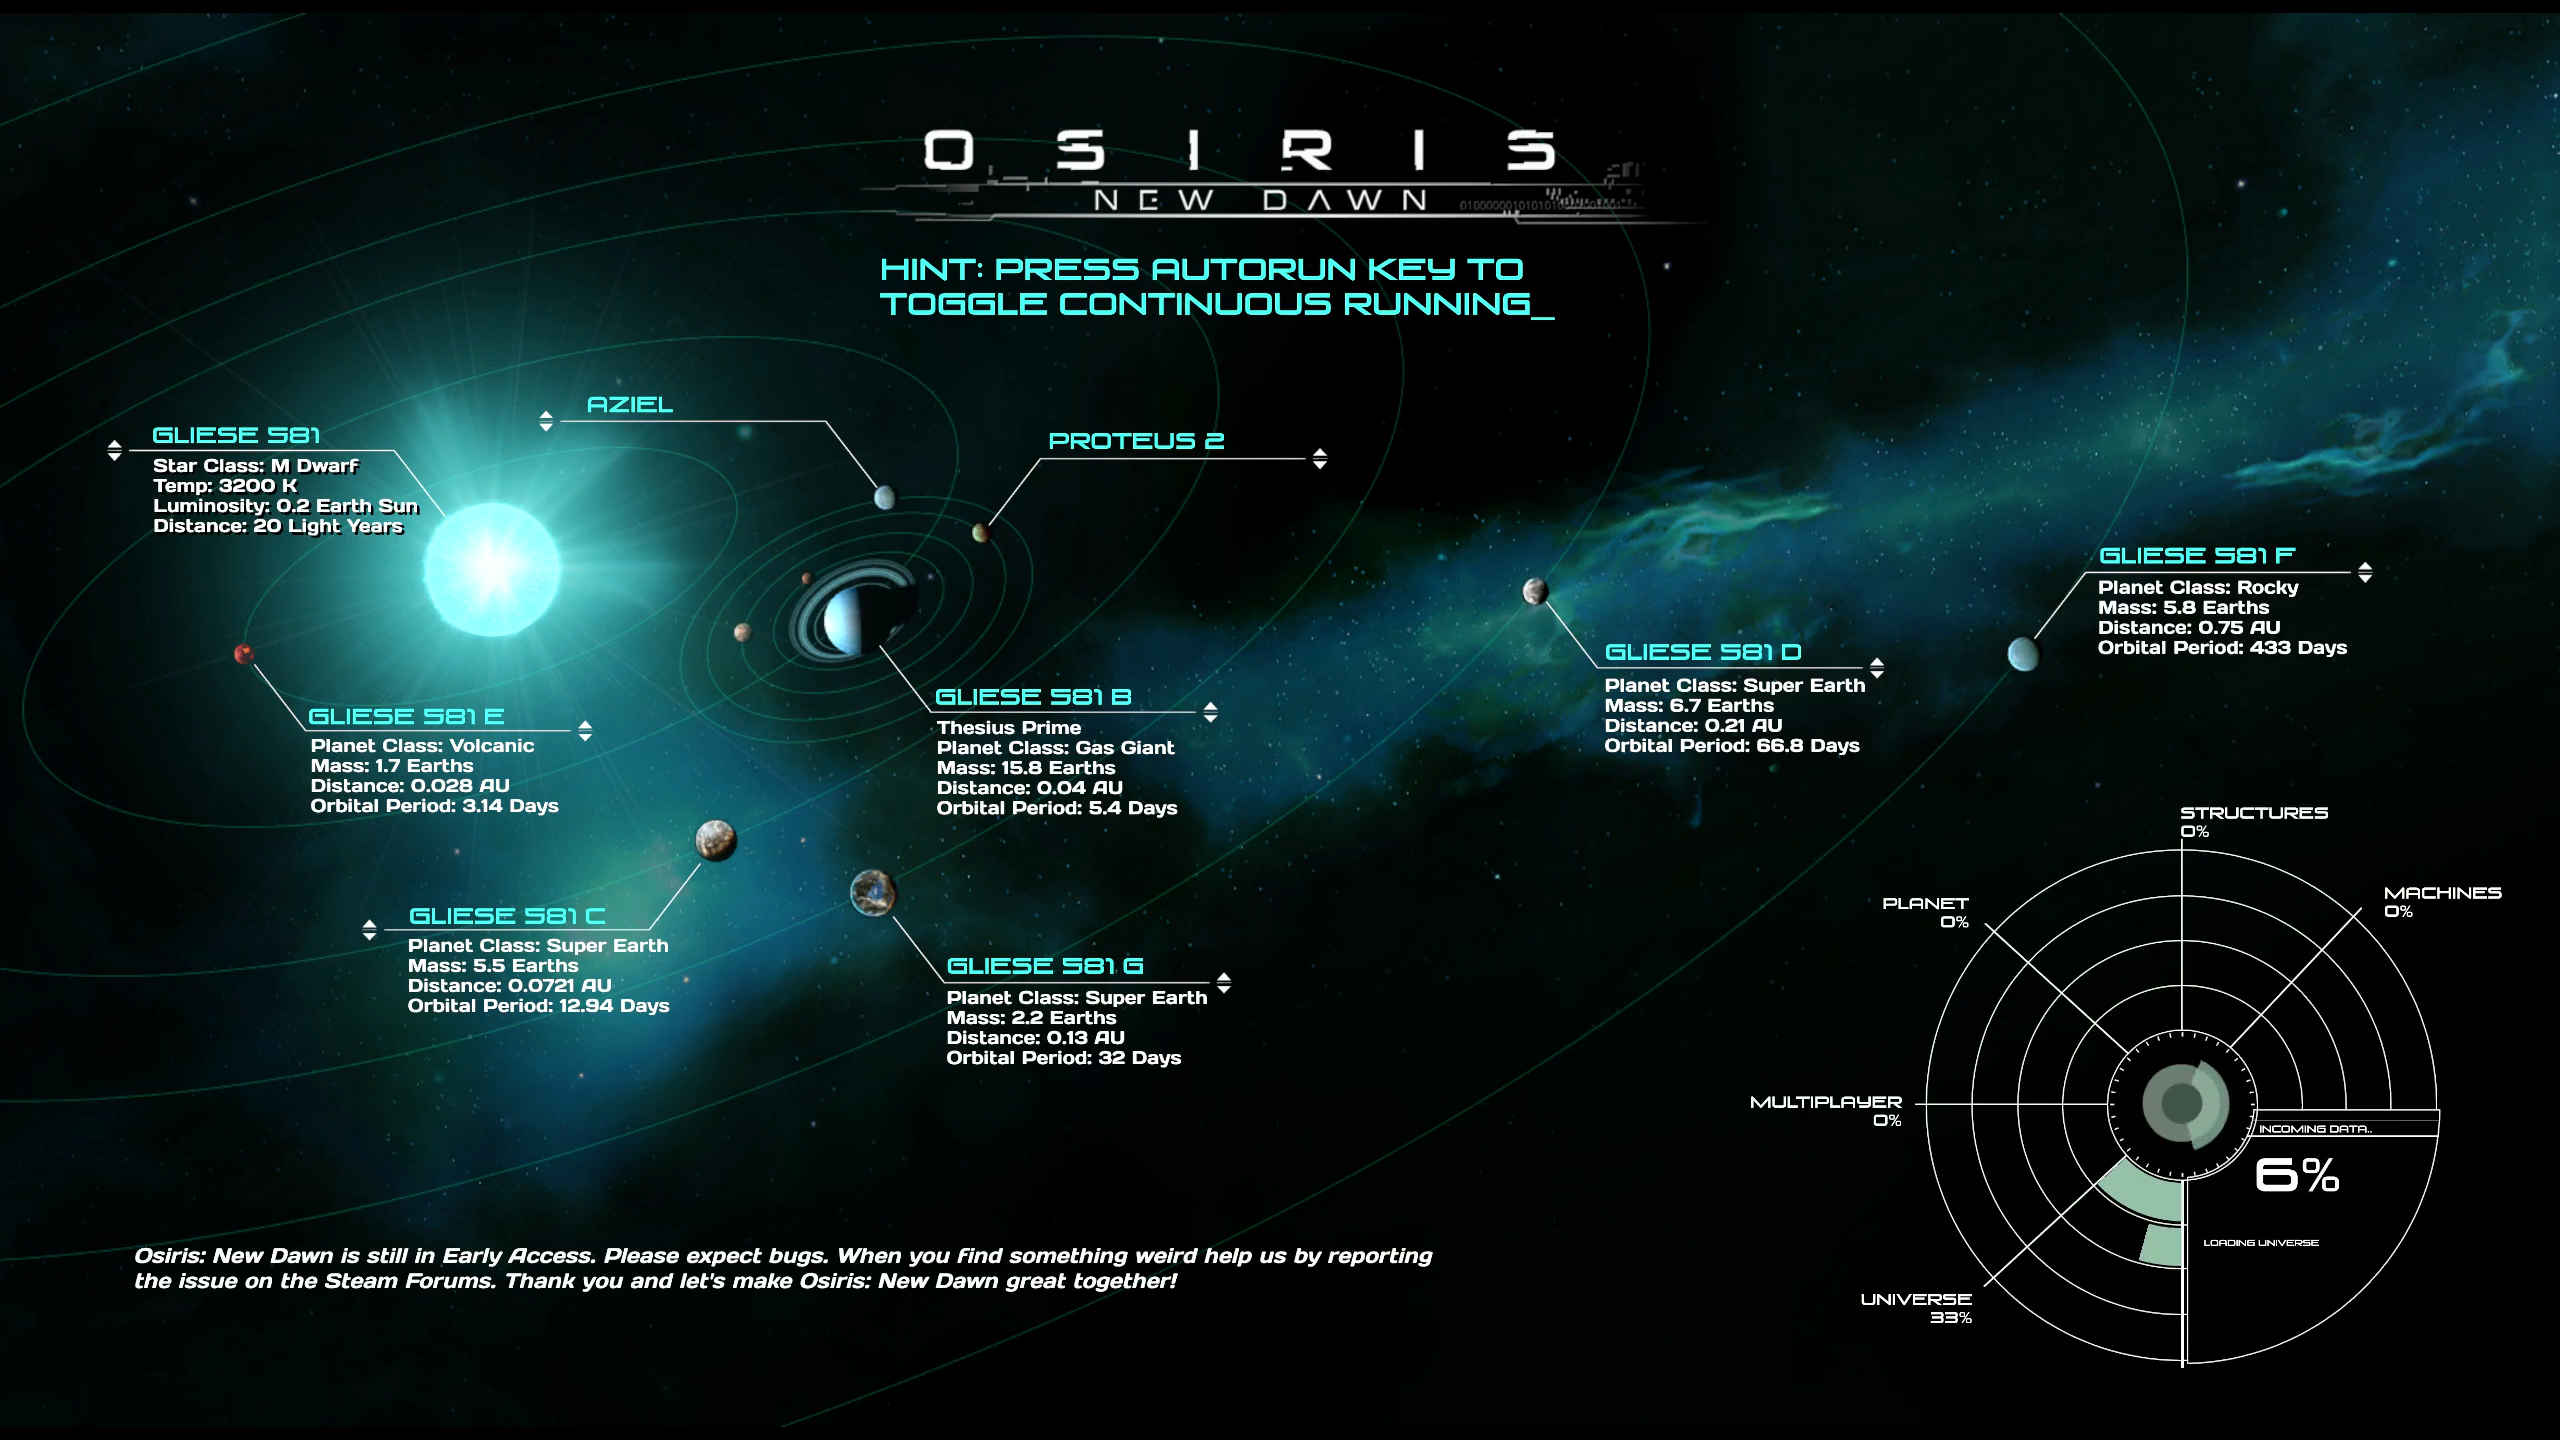 OSIRIS
NEW DAWN
HINT: PRESS AUTORUN KEY TO
TOGGLE CONTINUOUS RUNNING_
AZIEL
GLIESE 581
Star Class: M Dwarf
Temp: 3200 K
Luminosity: 0.2 Earth Sun
Distance: 20 Light Years
PROTEUS 2
GLIESE 581 F
Planet Class: Rocky
Mass: 5.8 Earths
Distance: 0.75 AU
Orbital Period: 433 Days
GLIESE 581 D
Planet Class: Super Earth
Mass: 6.7 Earths
Distance: 0.21 AU
Orbital Period: 66.8 Days
GLIESE 581 B
Thesius Prime
Planet Class: Gas Giant
Mass: 15.8 Earths
Distance: 0.04 AU
Orbital Period: 5.4 Days
GLIESE 581 E
Planet Class: Volcanic
Mass: 1.7 Earths
Distance: 0.028 AU
Orbital Period: 3.14 Days
GLIESE 581 C
Planet Class: Super Earth
Mass: 5.5 Earths
Distance: 0.0721 AU
Orbital Period: 12.94 Days
GLIESE 581 G
Planet Class: Super Earth
Mass: 2.2 Earths
Distance: 0.13 AU
Orbital Period: 32 Days
STRUCTURES
0%
MACHINES
0%
PLANET
0%
MULTIPLAYER
0%
INCOMING DATA..
6%
LOADING UNIVERSE
UNIVERSE
33%
Osiris: New Dawn is still in Early Access. Please expect bugs. When you find something weird help us by reporting
the issue on the Steam Forums. Thank you and let's make Osiris: New Dawn great together!